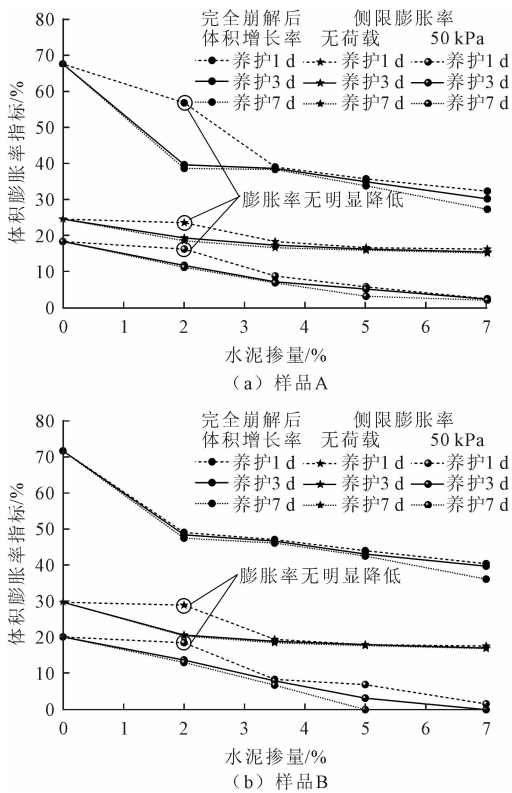 完全崩解后 侧限膨胀率
体积增长率 无荷载 50 kPa
养护1 d 养护1 d 养护1 d
养护3 d 养护3 d 养护3 d
养护7 d 养护7 d 养护7 d
膨胀率无明显降低
体积膨胀率指标/%
80
70
60
50
40
30
20
10
0
0 1 2 3 4 5 6 7
水泥掺量/%
(a) 样品A
完全崩解后 侧限膨胀率
体积增长率 无荷载 50 kPa
养护1 d 养护1 d 养护1 d
养护3 d 养护3 d 养护3 d
养护7 d 养护7 d 养护7 d
膨胀率无明显降低
体积膨胀率指标/%
80
70
60
50
40
30
20
10
0
0 1 2 3 4 5 6 7
水泥掺量/%
(b) 样品B